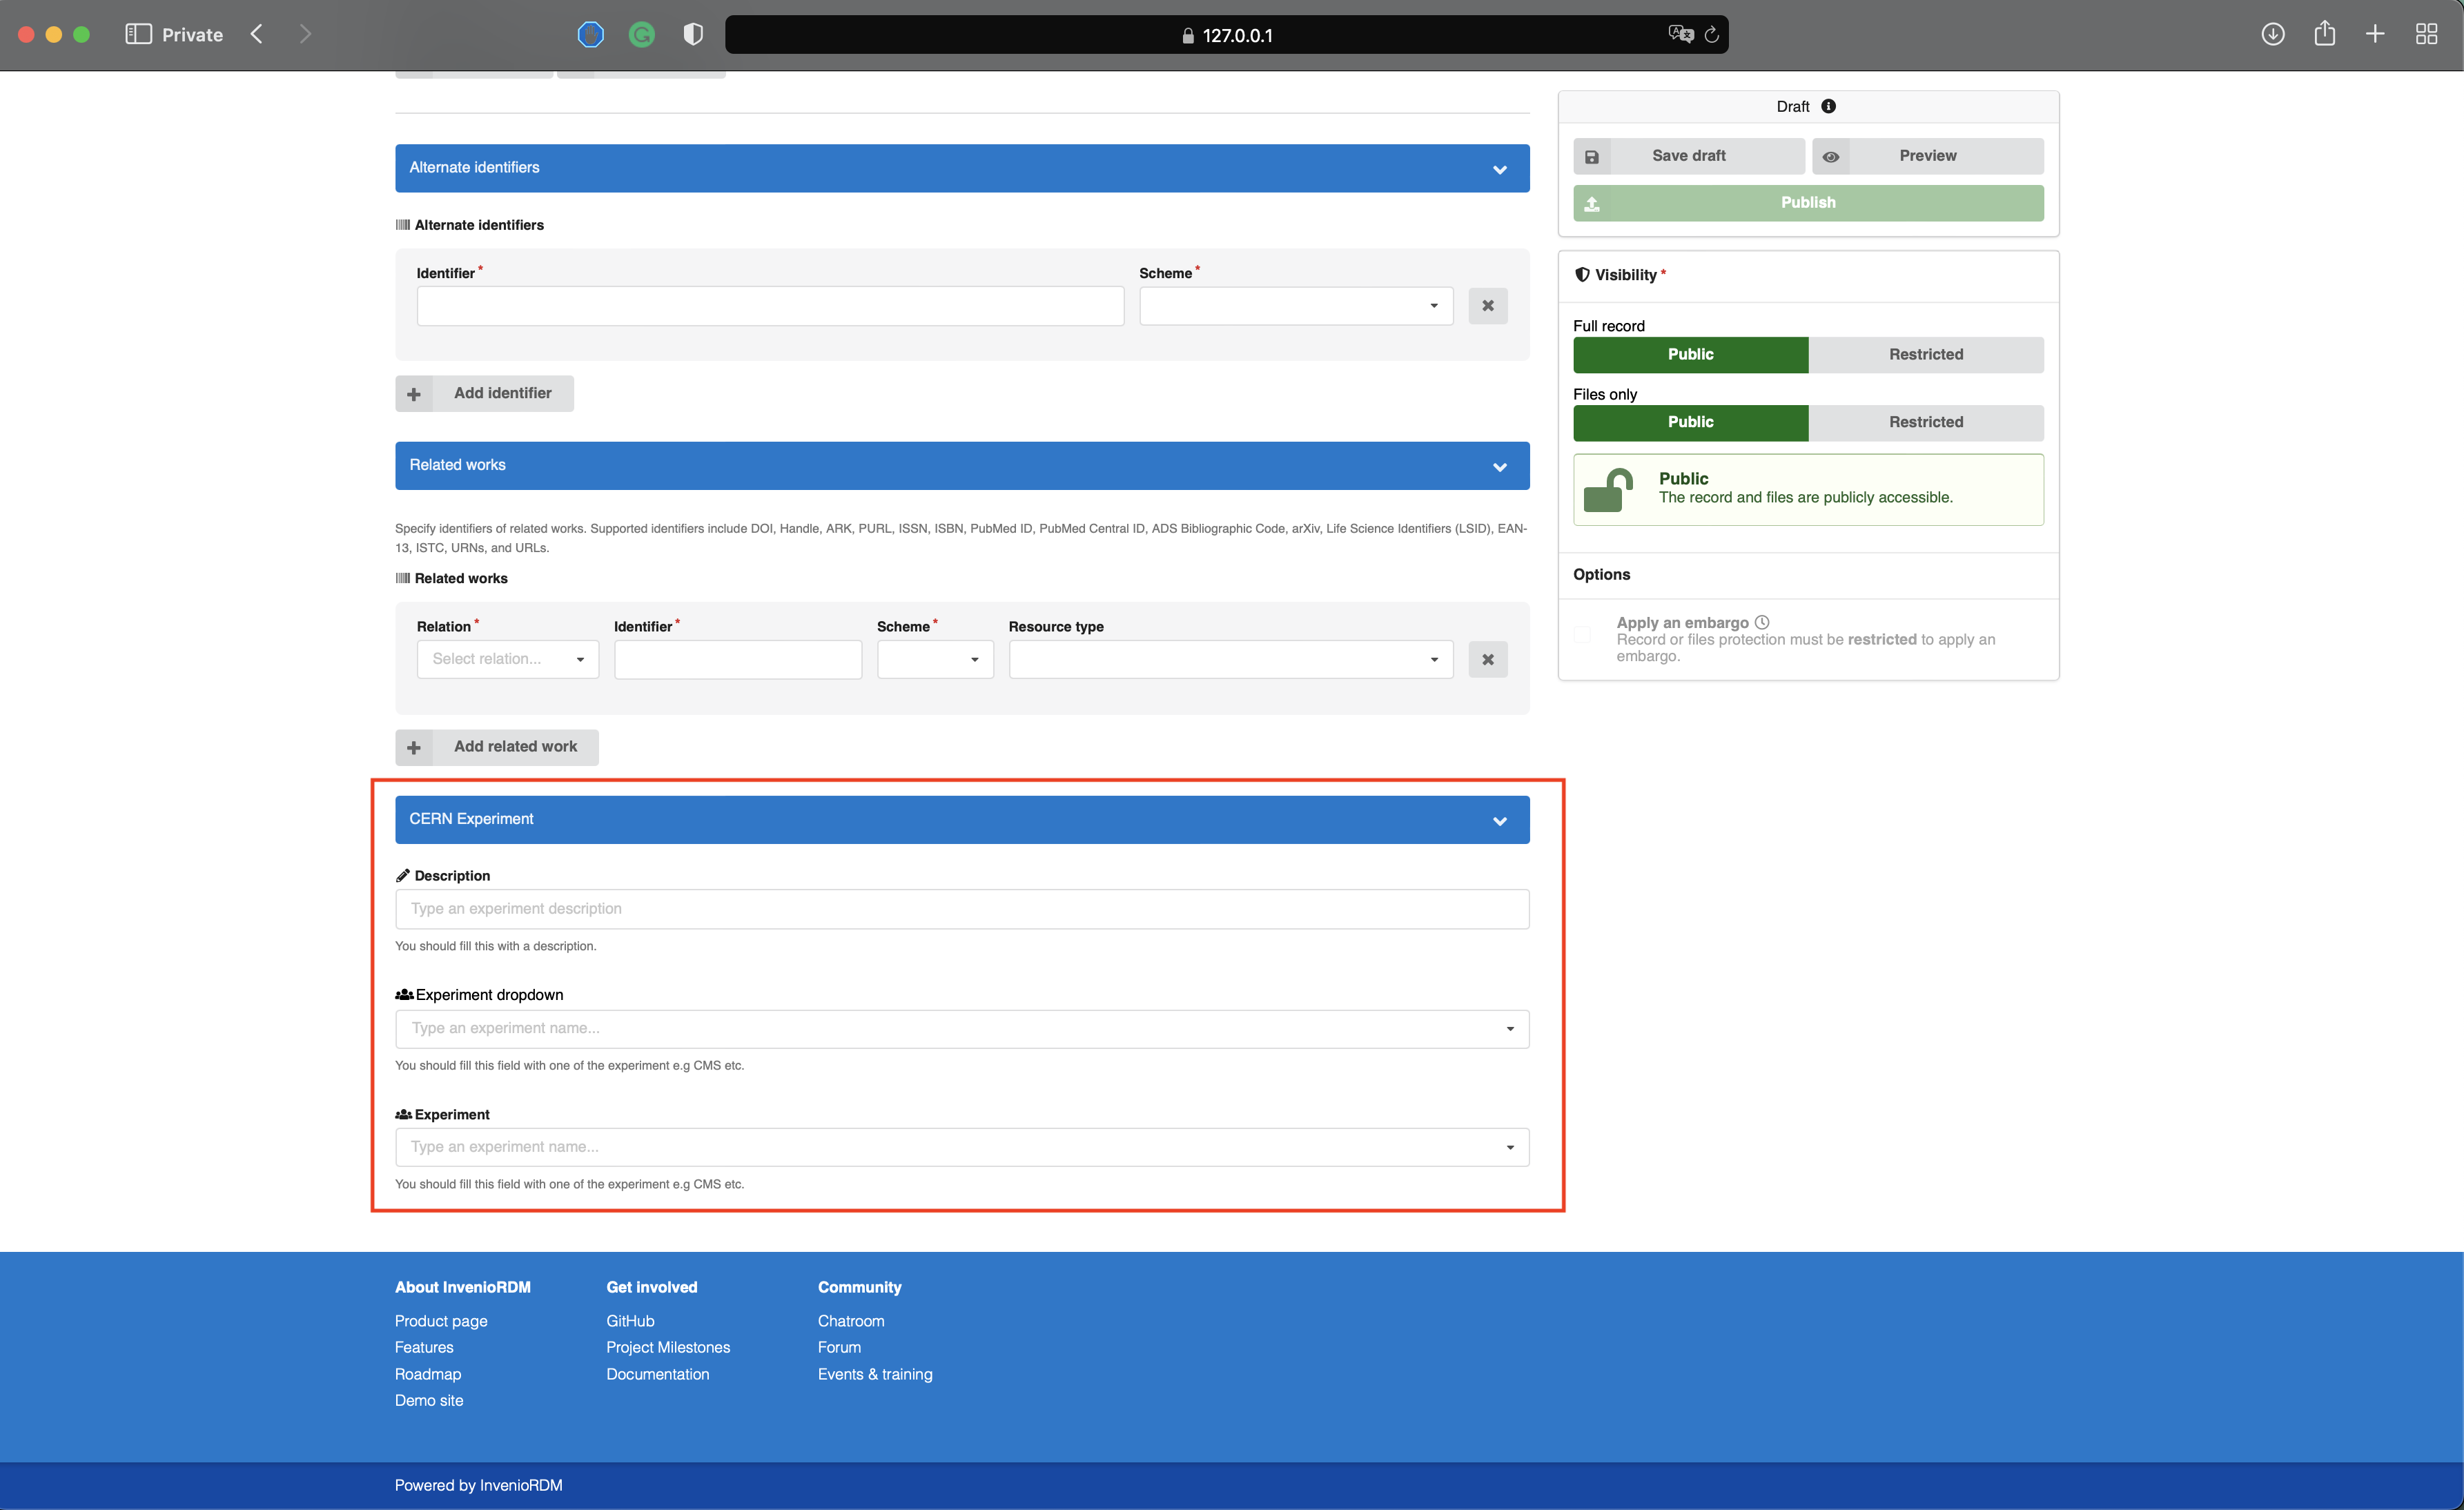 Private
127.0.0.1
Alternate identifiers
Alternate identifiers
Identifier *
Scheme *
Add identifier
Related works
Specify identifiers of related works. Supported identifiers include DOI, Handle, ARK, PURL, ISSN, ISBN, PubMed ID, PubMed Central ID, ADS Bibliographic Code, arXiv, Life Science Identifiers (LSID), EAN-
13, ISTC, URNs, and URLs.
Related works
Relation *
Identifier *
Scheme *
Resource type
Select relation...
Add related work
CERN Experiment
Description
Type an experiment description
You should fill this with a description.
Experiment dropdown
Type an experiment name...
You should fill this field with one of the experiment e.g CMS etc.
Experiment
Type an experiment name...
You should fill this field with one of the experiment e.g CMS etc.
Draft
Save draft
Preview
Publish
Visibility *
Full record
Public
Restricted
Files only
Public
Restricted
Public
The record and files are publicly accessible.
Options
Apply an embargo
Record or files protection must be restricted to apply an
embargo.
About InvenioRDM
Product page
Features
Roadmap
Demo site
Get involved
GitHub
Project Milestones
Documentation
Community
Chatroom
Forum
Events & training
Powered by InvenioRDM